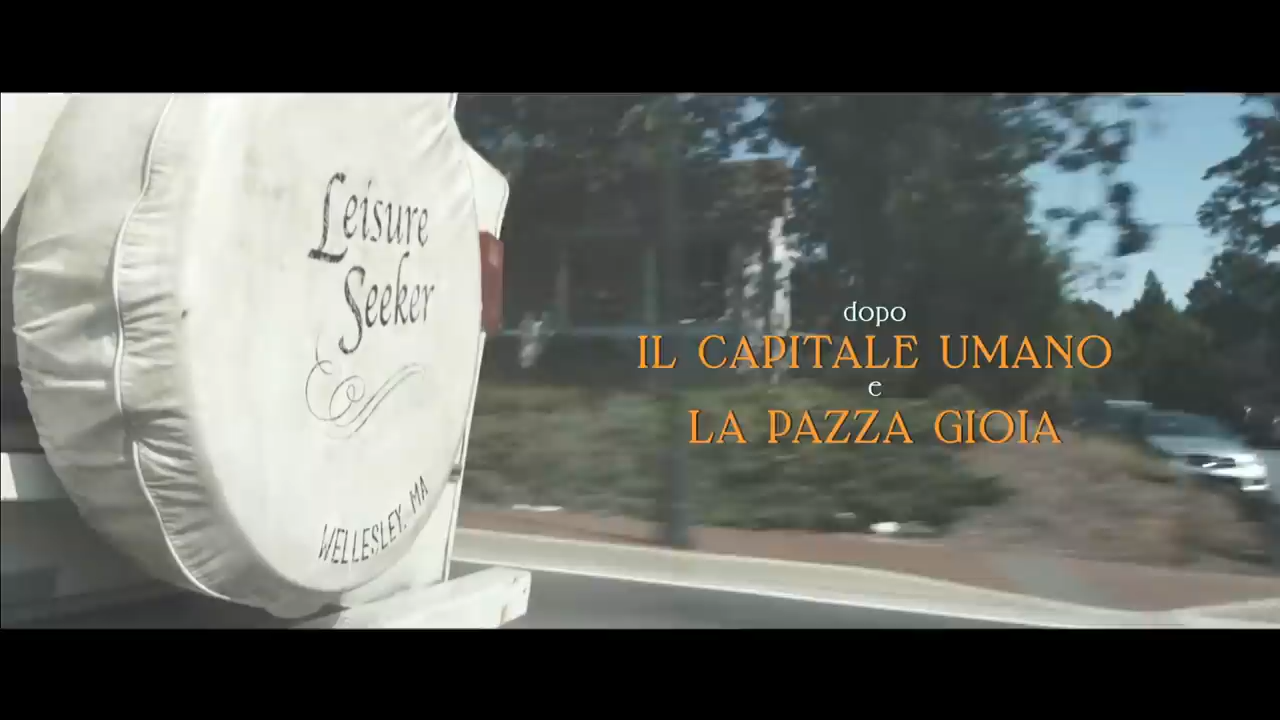 Leisure
Seeker
WELLESLEY, MA
dopo
IL CAPITALE UMANO
e
LA PAZZA GIOIA